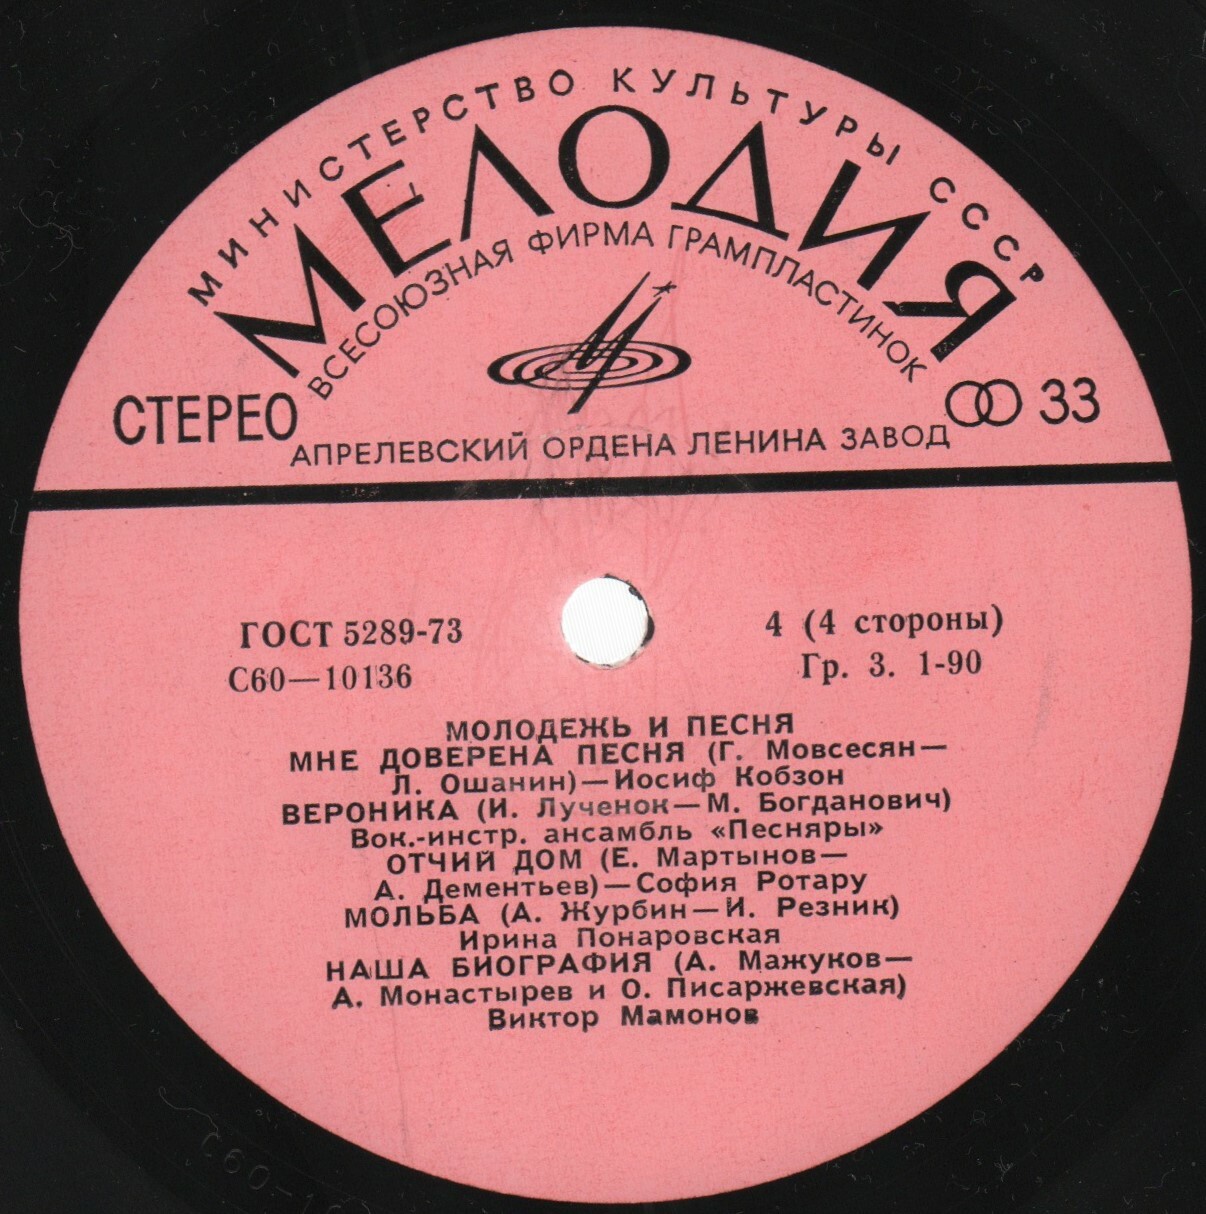 МИНИСТЕРСТВО КУЛЬТУРЫ СССР
МЕЛОДИЯ
ВСЕСОЮЗНАЯ ФИРМА ГРАМПЛАСТИНОК
СТЕРЕО
33
АПРЕЛЕВСКИЙ ОРДЕНА ЛЕНИНА ЗАВОД
ГОСТ 5289-73
4 (4 стороны)
С60—10136
Гр. 3. 1-90
МОЛОДЕЖЬ И ПЕСНЯ
МНЕ ДОВЕРЕНА ПЕСНЯ (Г. Мовсесян—
Л. Ошанин)—Иосиф Кобзон
ВЕРОНИКА (И. Лученок—М. Богданович)
Вок.-инстр. ансамбль «Песняры»
ОТЧИЙ ДОМ (Е. Мартынов—
А. Дементьев)—София Ротару
МОЛЬБА (А. Журбин—И. Резник)
Ирина Понаровская
НАША БИОГРАФИЯ (А. Мажуков—
А. Монастырев и О. Писаржевская)
Виктор Мамонов